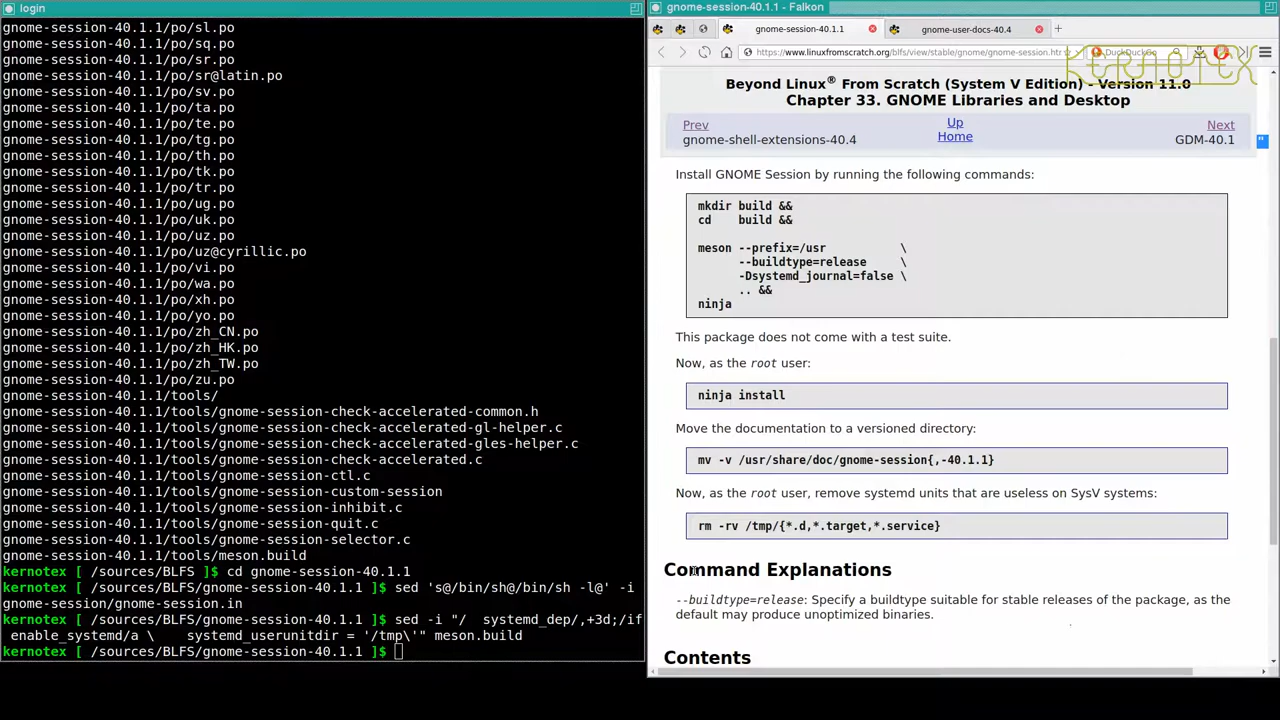 login
gnome-session-40.1.1/po/sl.po
gnome-session-40.1.1/po/sq.po
gnome-session-40.1.1/po/sr.po
gnome-session-40.1.1/po/sr@latin.po
gnome-session-40.1.1/po/sv.po
gnome-session-40.1.1/po/ta.po
gnome-session-40.1.1/po/te.po
gnome-session-40.1.1/po/tg.po
gnome-session-40.1.1/po/th.po
gnome-session-40.1.1/po/tk.po
gnome-session-40.1.1/po/tr.po
gnome-session-40.1.1/po/ug.po
gnome-session-40.1.1/po/uk.po
gnome-session-40.1.1/po/uz.po
gnome-session-40.1.1/po/uz@cyrillic.po
gnome-session-40.1.1/po/vi.po
gnome-session-40.1.1/po/wa.po
gnome-session-40.1.1/po/xh.po
gnome-session-40.1.1/po/yo.po
gnome-session-40.1.1/po/zh_CN.po
gnome-session-40.1.1/po/zh_HK.po
gnome-session-40.1.1/po/zh_TW.po
gnome-session-40.1.1/po/zu.po
gnome-session-40.1.1/tools/
gnome-session-40.1.1/tools/gnome-session-check-accelerated-common.h
gnome-session-40.1.1/tools/gnome-session-check-accelerated-gl-helper.c
gnome-session-40.1.1/tools/gnome-session-check-accelerated-gles-helper.c
gnome-session-40.1.1/tools/gnome-session-check-accelerated.c
gnome-session-40.1.1/tools/gnome-session-ctl.c
gnome-session-40.1.1/tools/gnome-session-custom-session
gnome-session-40.1.1/tools/gnome-session-inhibit.c
gnome-session-40.1.1/tools/gnome-session-quit.c
gnome-session-40.1.1/tools/gnome-session-selector.c
gnome-session-40.1.1/tools/meson.build
kernotex [ /sources/BLFS ]$ cd gnome-session-40.1.1
kernotex [ /sources/BLFS/gnome-session-40.1.1 ]$ sed 's@/bin/sh@/bin/sh -l@' -i
gnome-session/gnome-session.in
kernotex [ /sources/BLFS/gnome-session-40.1.1 ]$ sed -i "/  systemd_dep/,+3d;/if
 enable_systemd/a \    systemd_userunitdir = '/tmp\'" meson.build
kernotex [ /sources/BLFS/gnome-session-40.1.1 ]$
gnome-session-40.1.1 - Falkon
gnome-session-40.1.1
gnome-user-docs-40.4
https://www.linuxfromscratch.org/blfs/view/stable/gnome/gnome-session.htr
DuckDuckGo
KERNOTEX
Beyond Linux® From Scratch (System V Edition) - Version 11.0
Chapter 33. GNOME Libraries and Desktop
Prev
Up
Next
gnome-shell-extensions-40.4
Home
GDM-40.1
Install GNOME Session by running the following commands:
mkdir build &&
cd    build &&
meson --prefix=/usr          \
--buildtype=release     \
-Dsystemd_journal=false \
.. &&
ninja
This package does not come with a test suite.
Now, as the root user:
ninja install
Move the documentation to a versioned directory:
mv -v /usr/share/doc/gnome-session{,-40.1.1}
Now, as the root user, remove systemd units that are useless on SysV systems:
rm -rv /tmp/{*.d,*.target,*.service}
Command Explanations
--buildtype=release: Specify a buildtype suitable for stable releases of the package, as the
default may produce unoptimized binaries.
Contents